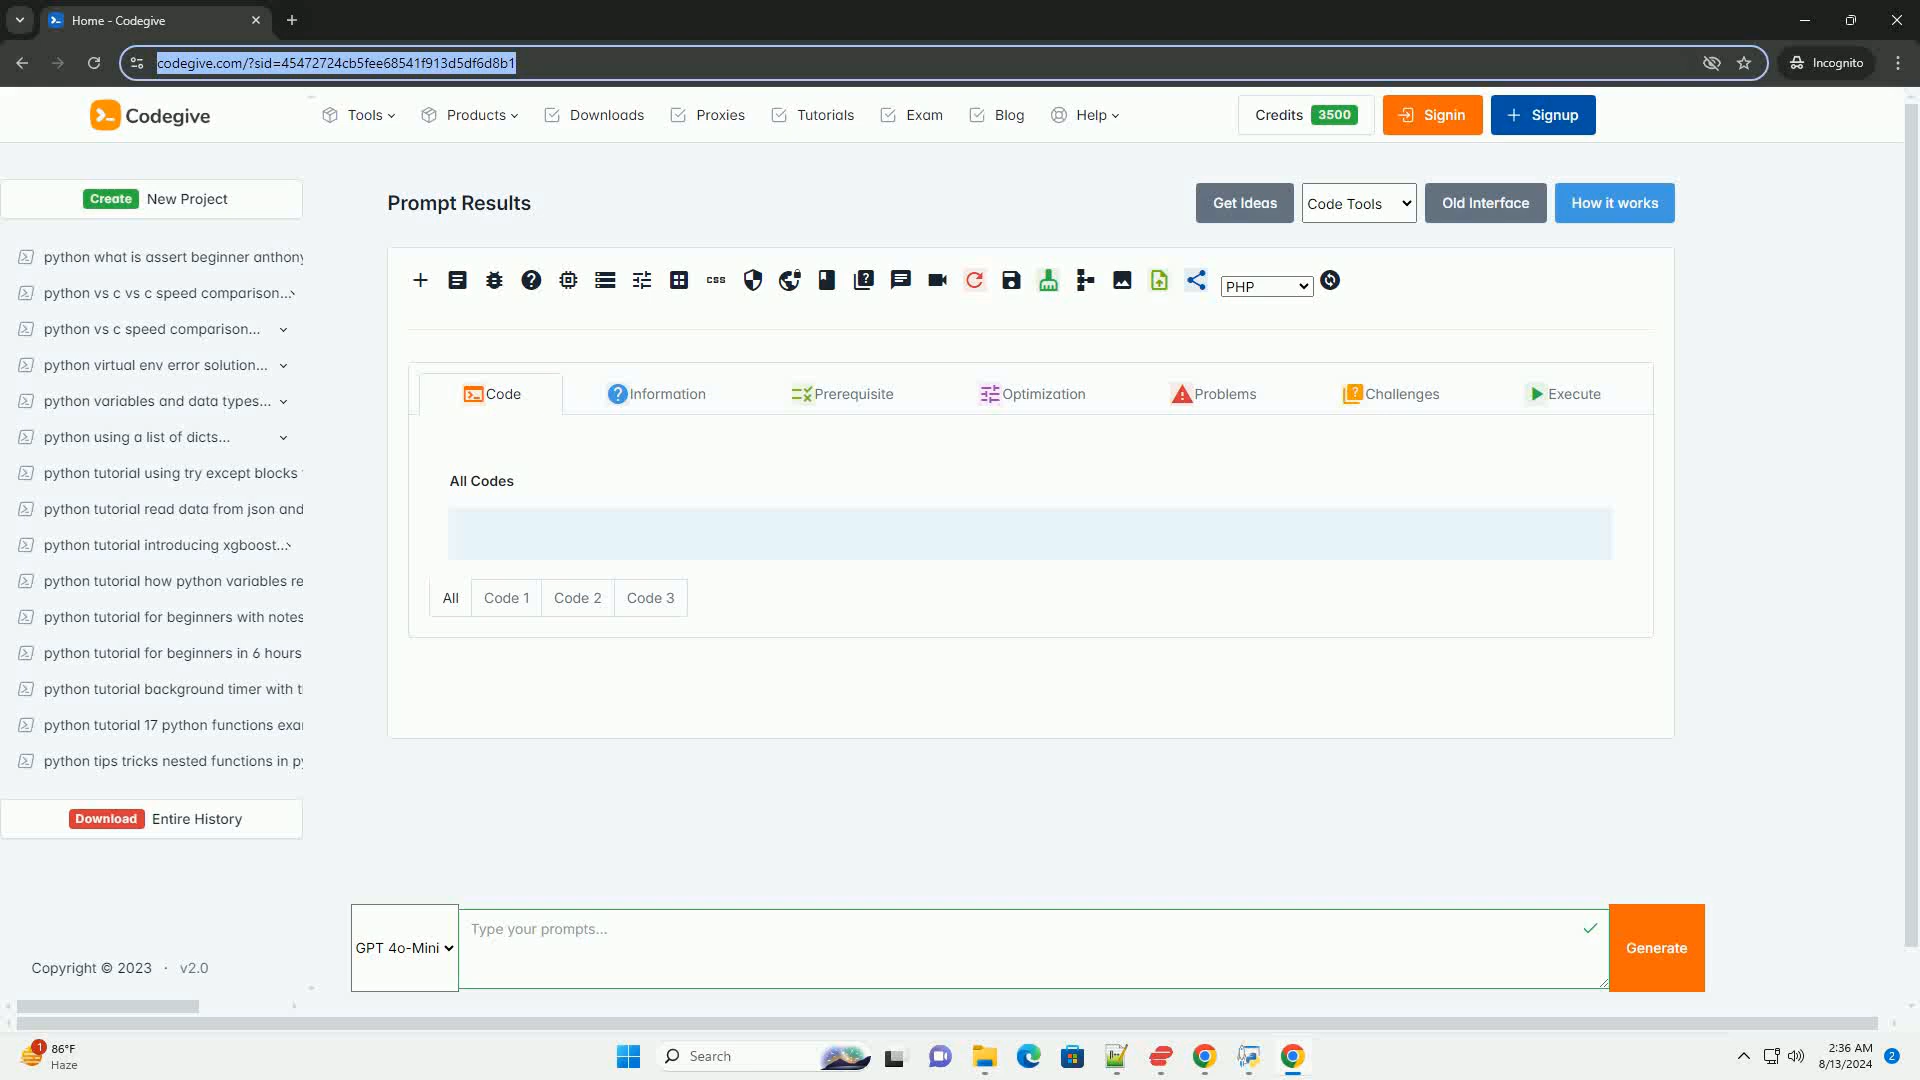 Home - Codegive
codegive.com/?sid=45472724cb5fee68541f913d5df6d8b1
Incognito
Codegive
Tools
Products
Downloads
Proxies
Tutorials
Exam
Blog
Help
Credits 3500
Signin
Signup
Create New Project
python what is assert beginner anthony
python vs c vs c speed comparison...
python vs c speed comparison...
python virtual env error solution...
python variables and data types...
python using a list of dicts...
python tutorial using try except blocks
python tutorial read data from json and
python tutorial introducing xgboost...
python tutorial how python variables re
python tutorial for beginners with notes
python tutorial for beginners in 6 hours
python tutorial background timer with t
python tutorial 17 python functions exa
python tips tricks nested functions in py
Download Entire History
Copyright © 2023 · v2.0
Prompt Results
Get Ideas
Code Tools
Old Interface
How it works
css
PHP
Code
Information
Prerequisite
Optimization
Problems
Challenges
Execute
All Codes
All
Code 1
Code 2
Code 3
GPT 4o-Mini
Type your prompts...
Generate
1
86°F
Haze
Search
2:36 AM
8/13/2024
2